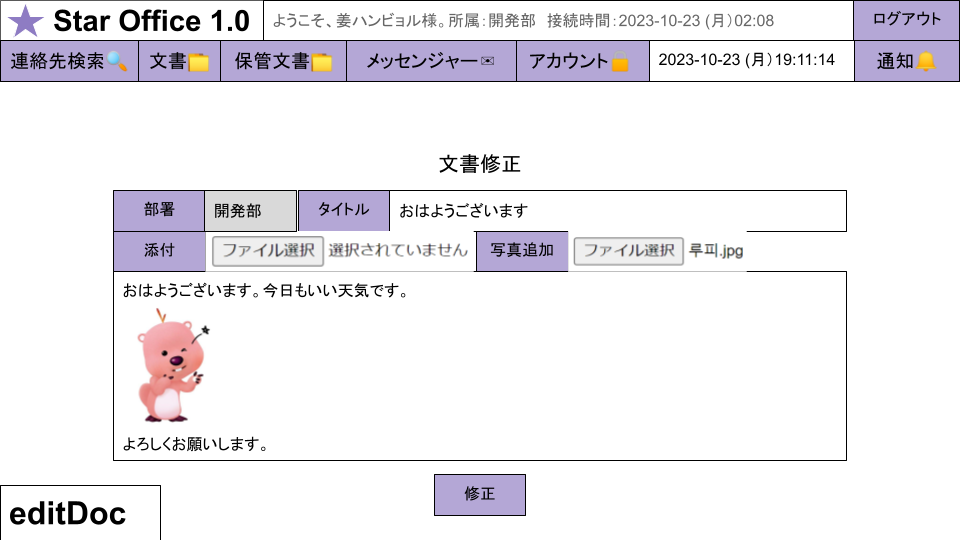 Star Office 1.0
ようこそ、姜ハンビョル様。所属：開発部　接続時間：2023-10-23 (月）02:08
ログアウト
連絡先検索
文書
保管文書
メッセンジャー✉
アカウント
2023-10-23 (月）19:11:14
通知
文書修正
部署
開発部
タイトル
おはようございます
添付
ファイル選択 選択されていません
写真追加
ファイル選択 루피.jpg
おはようございます。今日もいい天気です。
よろしくお願いします。
修正
editDoc